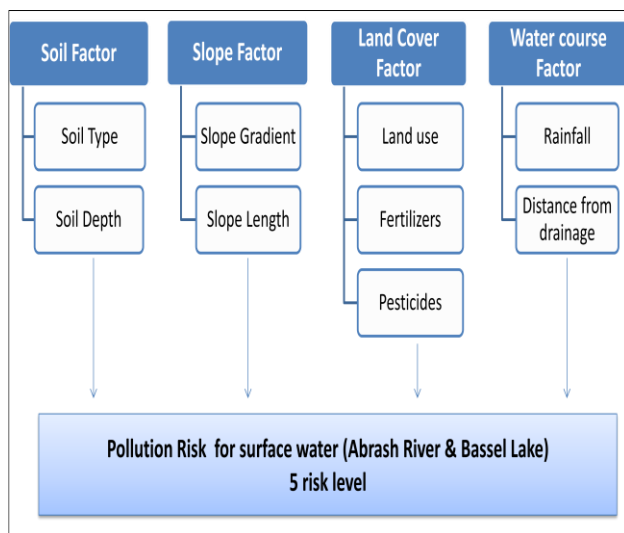 Soil Factor
Soil Type
Soil Depth
Slope Factor
Slope Gradient
Slope Length
Land Cover
Factor
Land use
Fertilizers
Pesticides
Water course
Factor
Rainfall
Distance from
drainage
Pollution Risk for surface water (Abrash River & Bassel Lake)
5 risk level